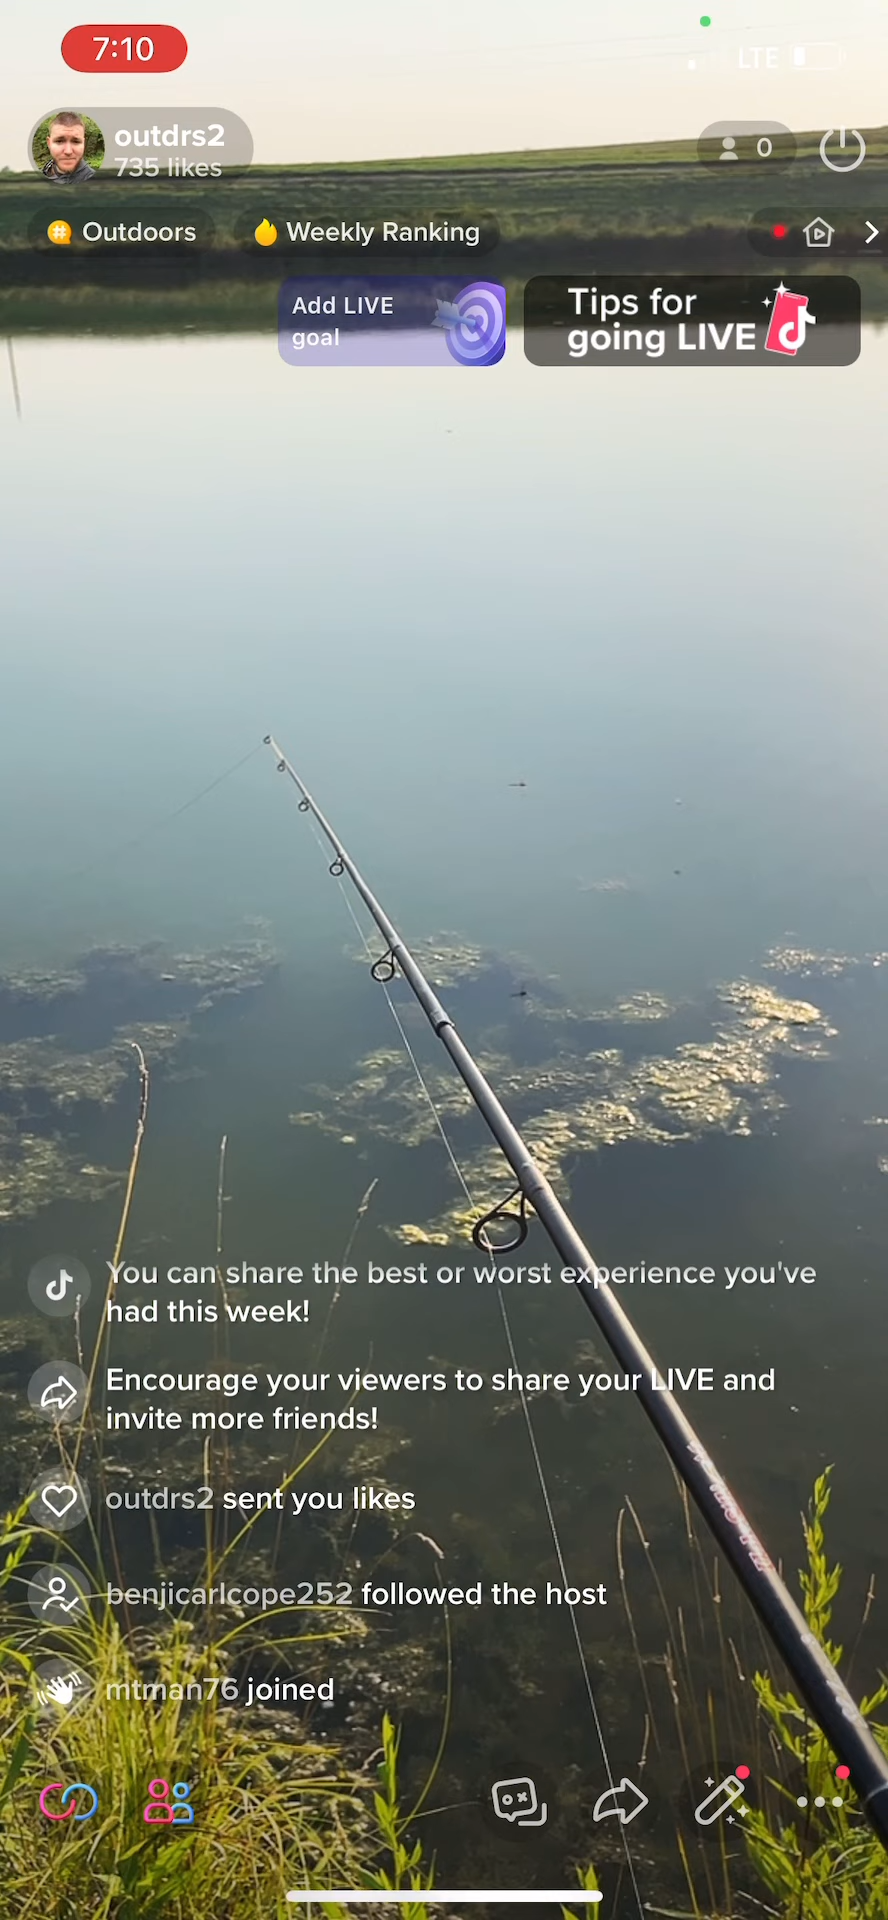 7:10
LTE
outdrs2
735 likes
0
Outdoors
Weekly Ranking
Add LIVE
goal
Tips for
going LIVE
You can share the best or worst experience you've
had this week!
Encourage your viewers to share your LIVE and
invite more friends!
outdrs2 sent you likes
benjicarlcope252 followed the host
mtman76 joined